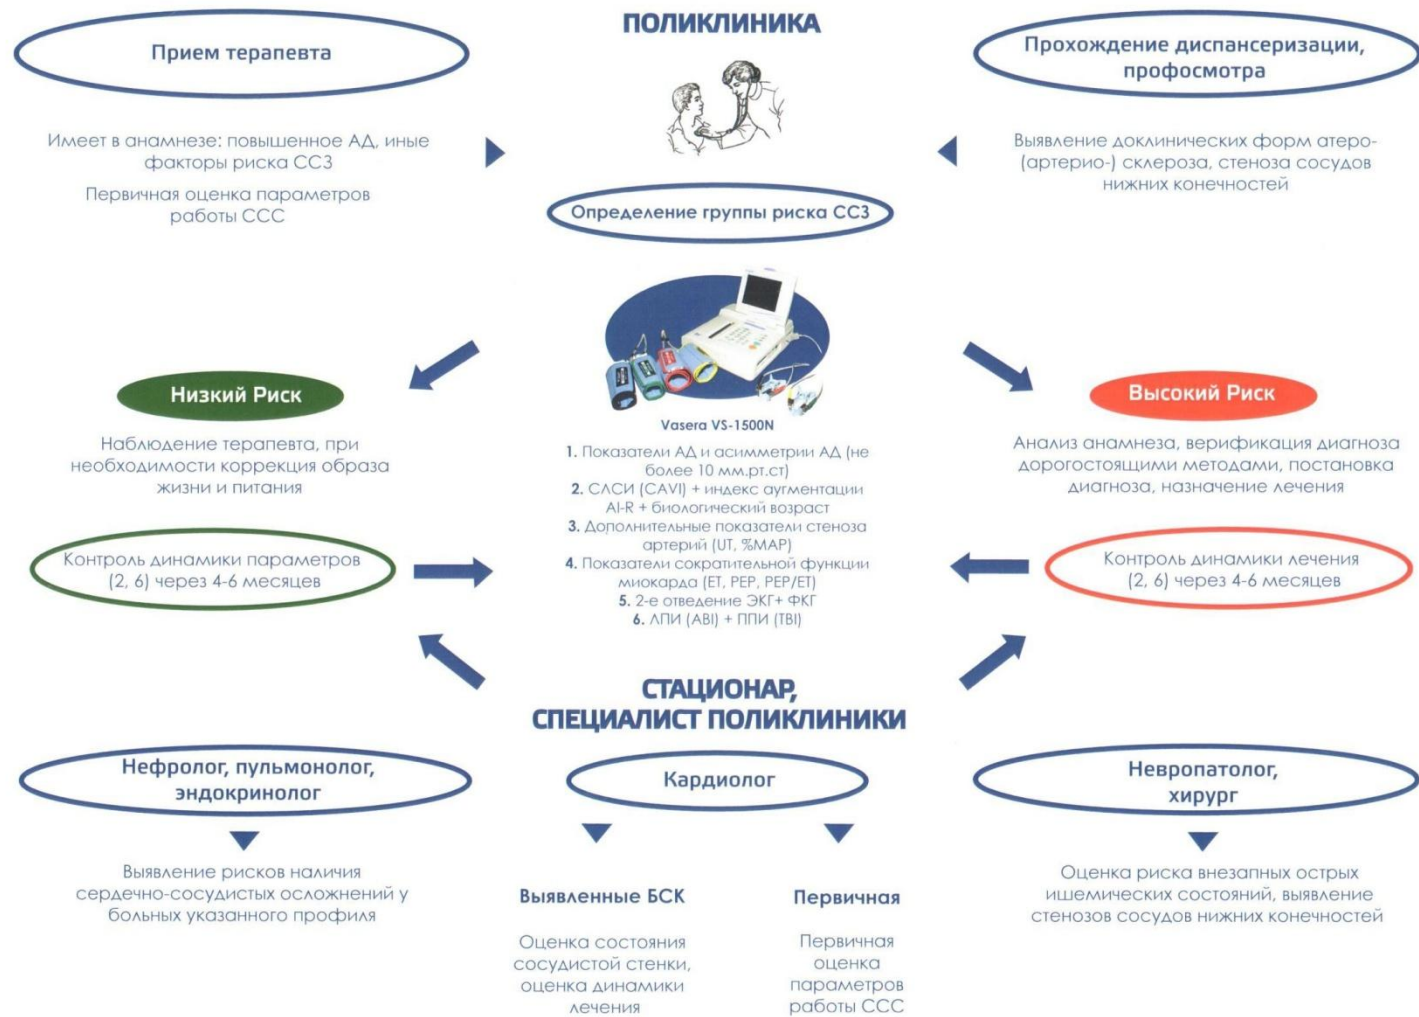 ПОЛИКЛИНИКА
Прием терапевта
Прохождение диспансеризации,
профосмотра
Имеет в анамнезе: повышенное АД, иные
факторы риска ССЗ
Первичная оценка параметров
работы ССС
Выявление доклинических форм атеро-
(артерио-) склероза, стеноза сосудов
нижних конечностей
Определение группы риска ССЗ
Низкий Риск
Наблюдение терапевта, при
необходимости коррекция образа
жизни и питания
Контроль динамики параметров
(2, 6) через 4-6 месяцев
Vasera VS-1500N
1. Показатели АД и асимметрии АД (не
более 10 мм.рт.ст)
2. СЛСИ (CAVI) + индекс аугментации
AI-R + биологический возраст
3. Дополнительные показатели стеноза
артерий (UT, %MAP)
4. Показатели сократительной функции
миокарда (ET, PEP, PEP/ET)
5. 2-е отведение ЭКГ+ ФКГ
6. ЛПИ (ABI) + ППИ (TBI)
Высокий Риск
Анализ анамнеза, верификация диагноза
дорогостоящими методами, постановка
диагноза, назначение лечения
Контроль динамики лечения
(2, 6) через 4-6 месяцев
СТАЦИОНАР,
СПЕЦИАЛИСТ ПОЛИКЛИНИКИ
Нефролог, пульмонолог,
эндокринолог
Выявление рисков наличия
сердечно-сосудистых осложнений у
больных указанного профиля
Кардиолог
Выявленные БСК
Оценка состояния
сосудистой стенки,
оценка динамики
лечения
Первичная
Первичная
оценка
параметров
работы ССС
Невропатолог,
хирург
Оценка риска внезапных острых
ишемических состояний, выявление
стенозов сосудов нижних конечностей